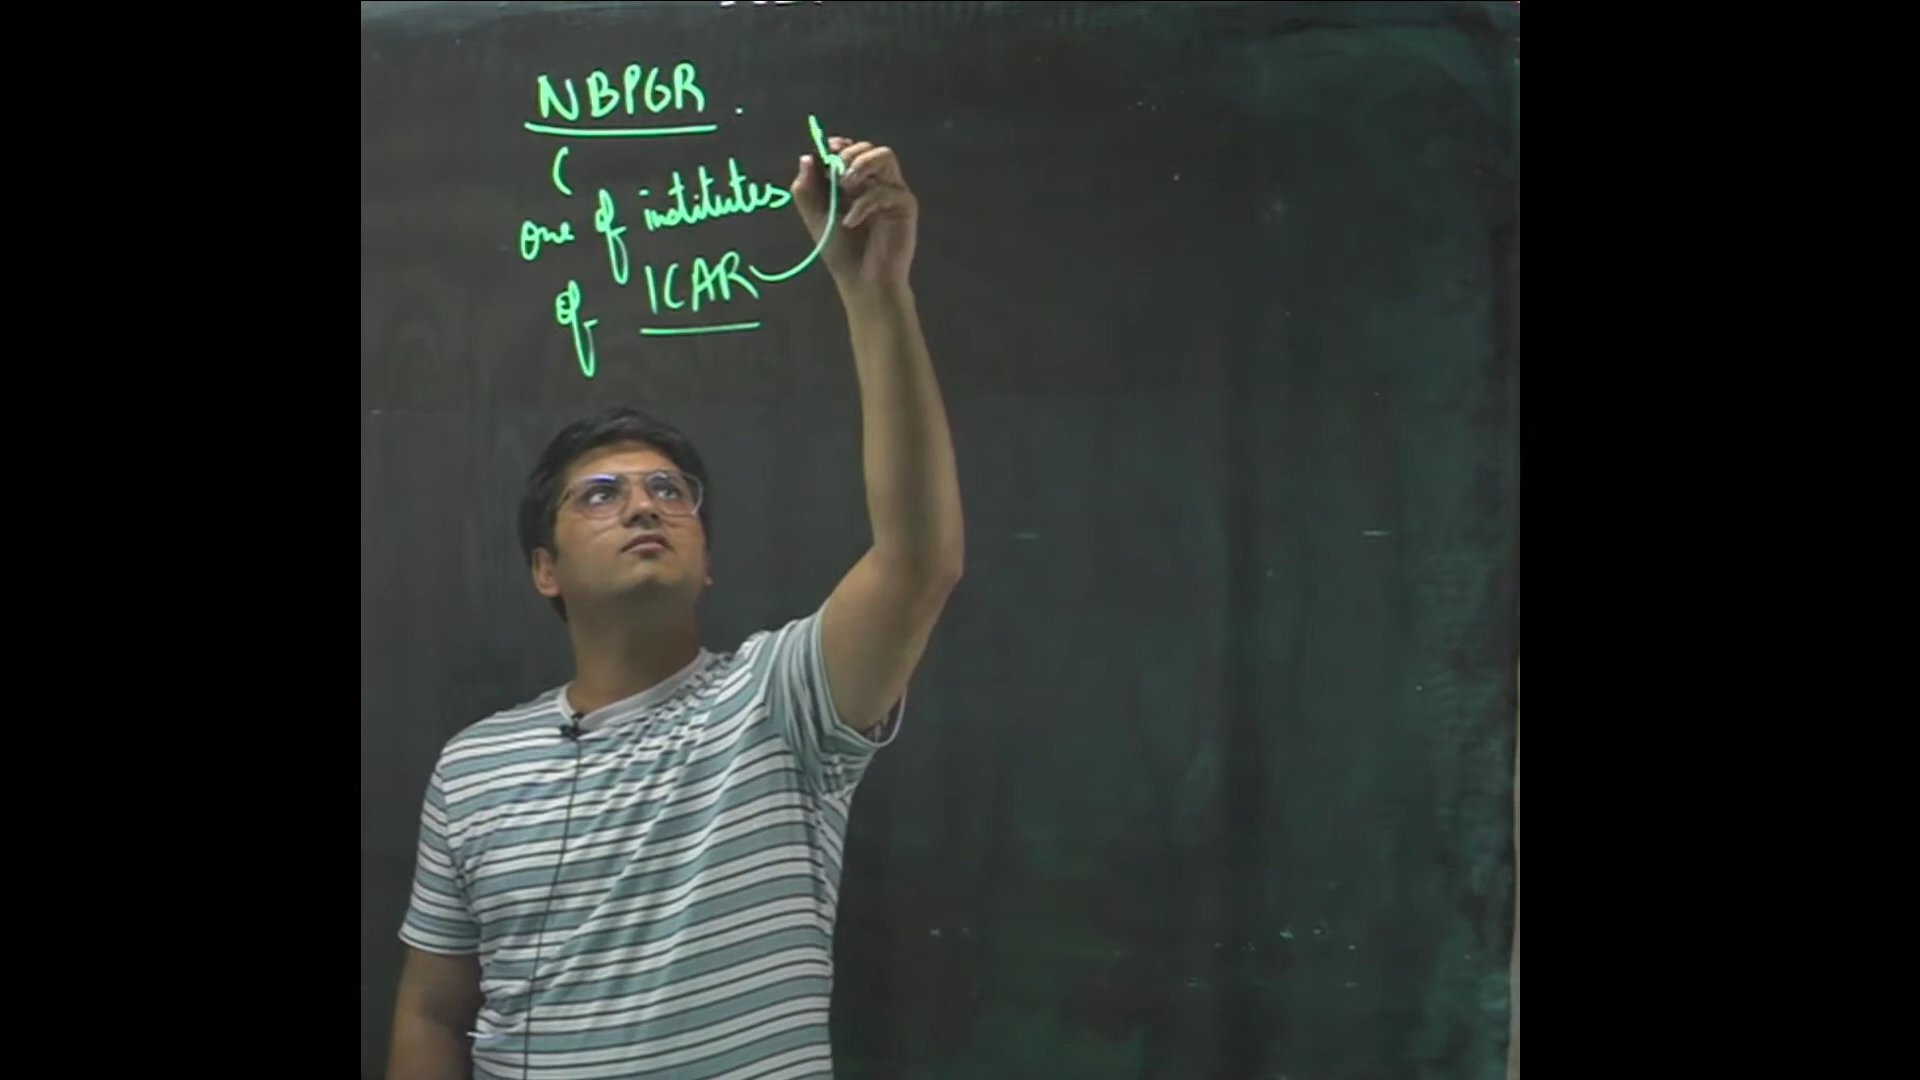 NBPGR.
(
one of institutes
of ICAR